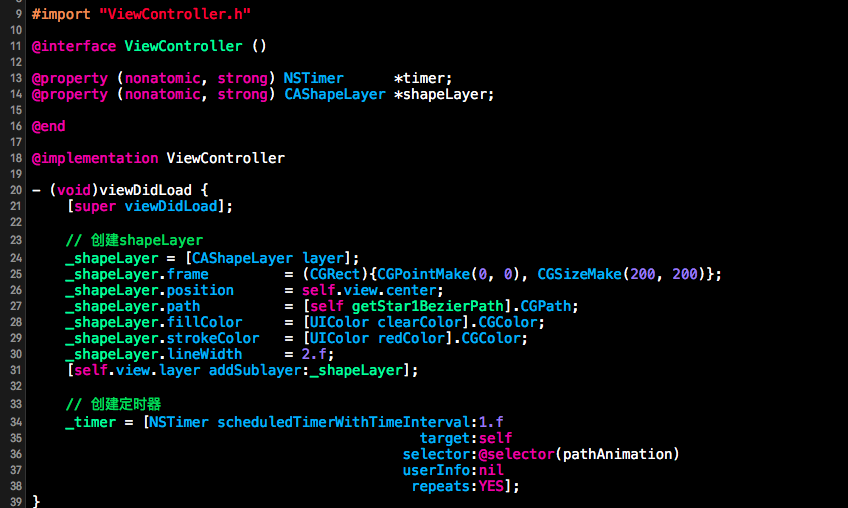 9 #import "ViewController.h"
10
11 @interface ViewController ()
12
13 @property (nonatomic, strong) NSTimer      *timer;
14 @property (nonatomic, strong) CAShapeLayer *shapeLayer;
15
16 @end
17
18 @implementation ViewController
19
20 - (void)viewDidLoad {
21     [super viewDidLoad];
22
23     // 创建shapeLayer
24     _shapeLayer = [CAShapeLayer layer];
25     _shapeLayer.frame         = (CGRect){CGPointMake(0, 0), CGSizeMake(200, 200)};
26     _shapeLayer.position      = self.view.center;
27     _shapeLayer.path          = [self getStar1BezierPath].CGPath;
28     _shapeLayer.fillColor     = [UIColor clearColor].CGColor;
29     _shapeLayer.strokeColor   = [UIColor redColor].CGColor;
30     _shapeLayer.lineWidth     = 2.f;
31     [self.view.layer addSublayer:_shapeLayer];
32
33     // 创建定时器
34     _timer = [NSTimer scheduledTimerWithTimeInterval:1.f
35                                               target:self
36                                             selector:@selector(pathAnimation)
37                                             userInfo:nil
38                                              repeats:YES];
39 }